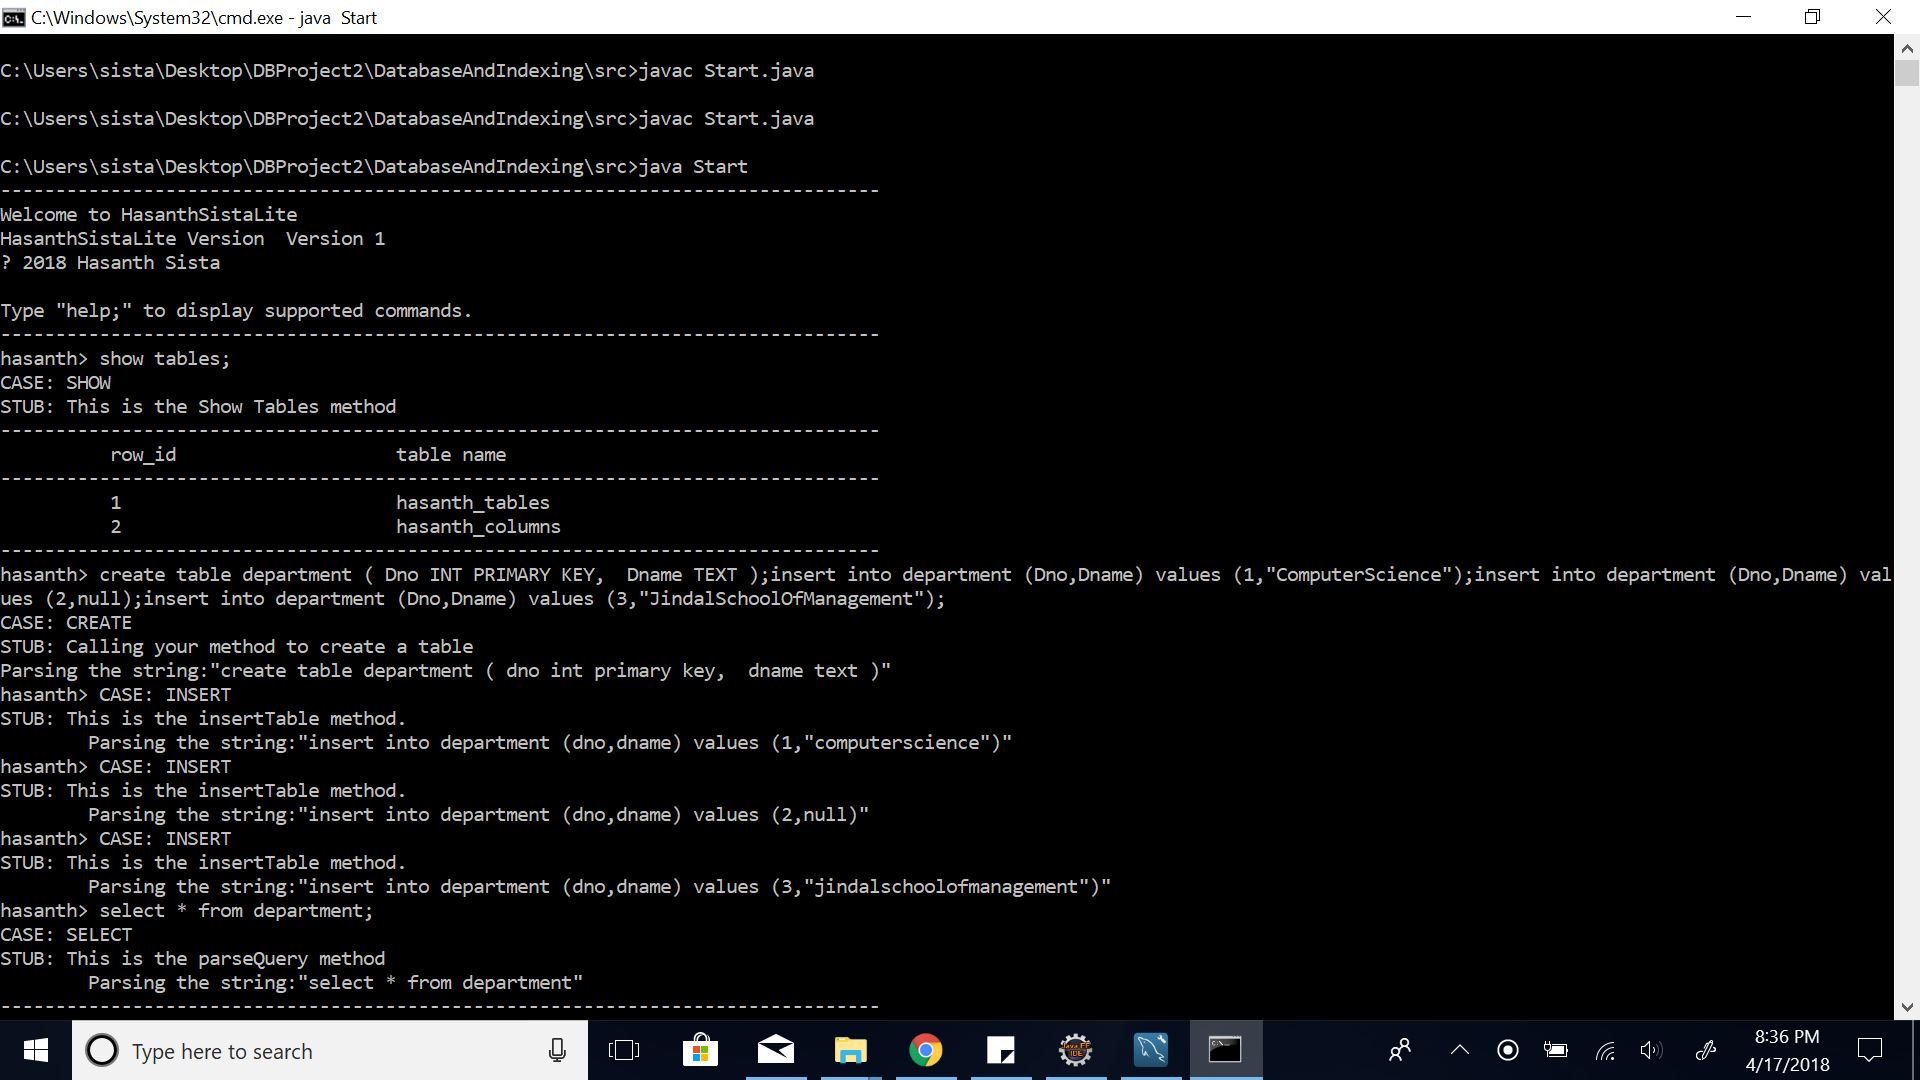 C:\Windows\System32\cmd.exe - java  Start
C:\Users\sista\Desktop\DBProject2\DatabaseAndIndexing\src>javac Start.java
C:\Users\sista\Desktop\DBProject2\DatabaseAndIndexing\src>javac Start.java
C:\Users\sista\Desktop\DBProject2\DatabaseAndIndexing\src>java Start
--------------------------------------------------------------------------------
Welcome to HasanthSistaLite
HasanthSistaLite Version  Version 1
? 2018 Hasanth Sista
Type "help;" to display supported commands.
--------------------------------------------------------------------------------
hasanth> show tables;
CASE: SHOW
STUB: This is the Show Tables method
--------------------------------------------------------------------------------
          row_id                    table name
--------------------------------------------------------------------------------
          1                         hasanth_tables
          2                         hasanth_columns
--------------------------------------------------------------------------------
hasanth> create table department ( Dno INT PRIMARY KEY,  Dname TEXT );insert into department (Dno,Dname) values (1,"ComputerScience");insert into department (Dno,Dname) val
ues (2,null);insert into department (Dno,Dname) values (3,"JindalSchoolOfManagement");
CASE: CREATE
STUB: Calling your method to create a table
Parsing the string:"create table department ( dno int primary key,  dname text )"
hasanth> CASE: INSERT
STUB: This is the insertTable method.
        Parsing the string:"insert into department (dno,dname) values (1,"computerscience")"
hasanth> CASE: INSERT
STUB: This is the insertTable method.
        Parsing the string:"insert into department (dno,dname) values (2,null)"
hasanth> CASE: INSERT
STUB: This is the insertTable method.
        Parsing the string:"insert into department (dno,dname) values (3,"jindalschoolofmanagement")"
hasanth> select * from department;
CASE: SELECT
STUB: This is the parseQuery method
        Parsing the string:"select * from department"
--------------------------------------------------------------------------------
Type here to search
8:36 PM
4/17/2018